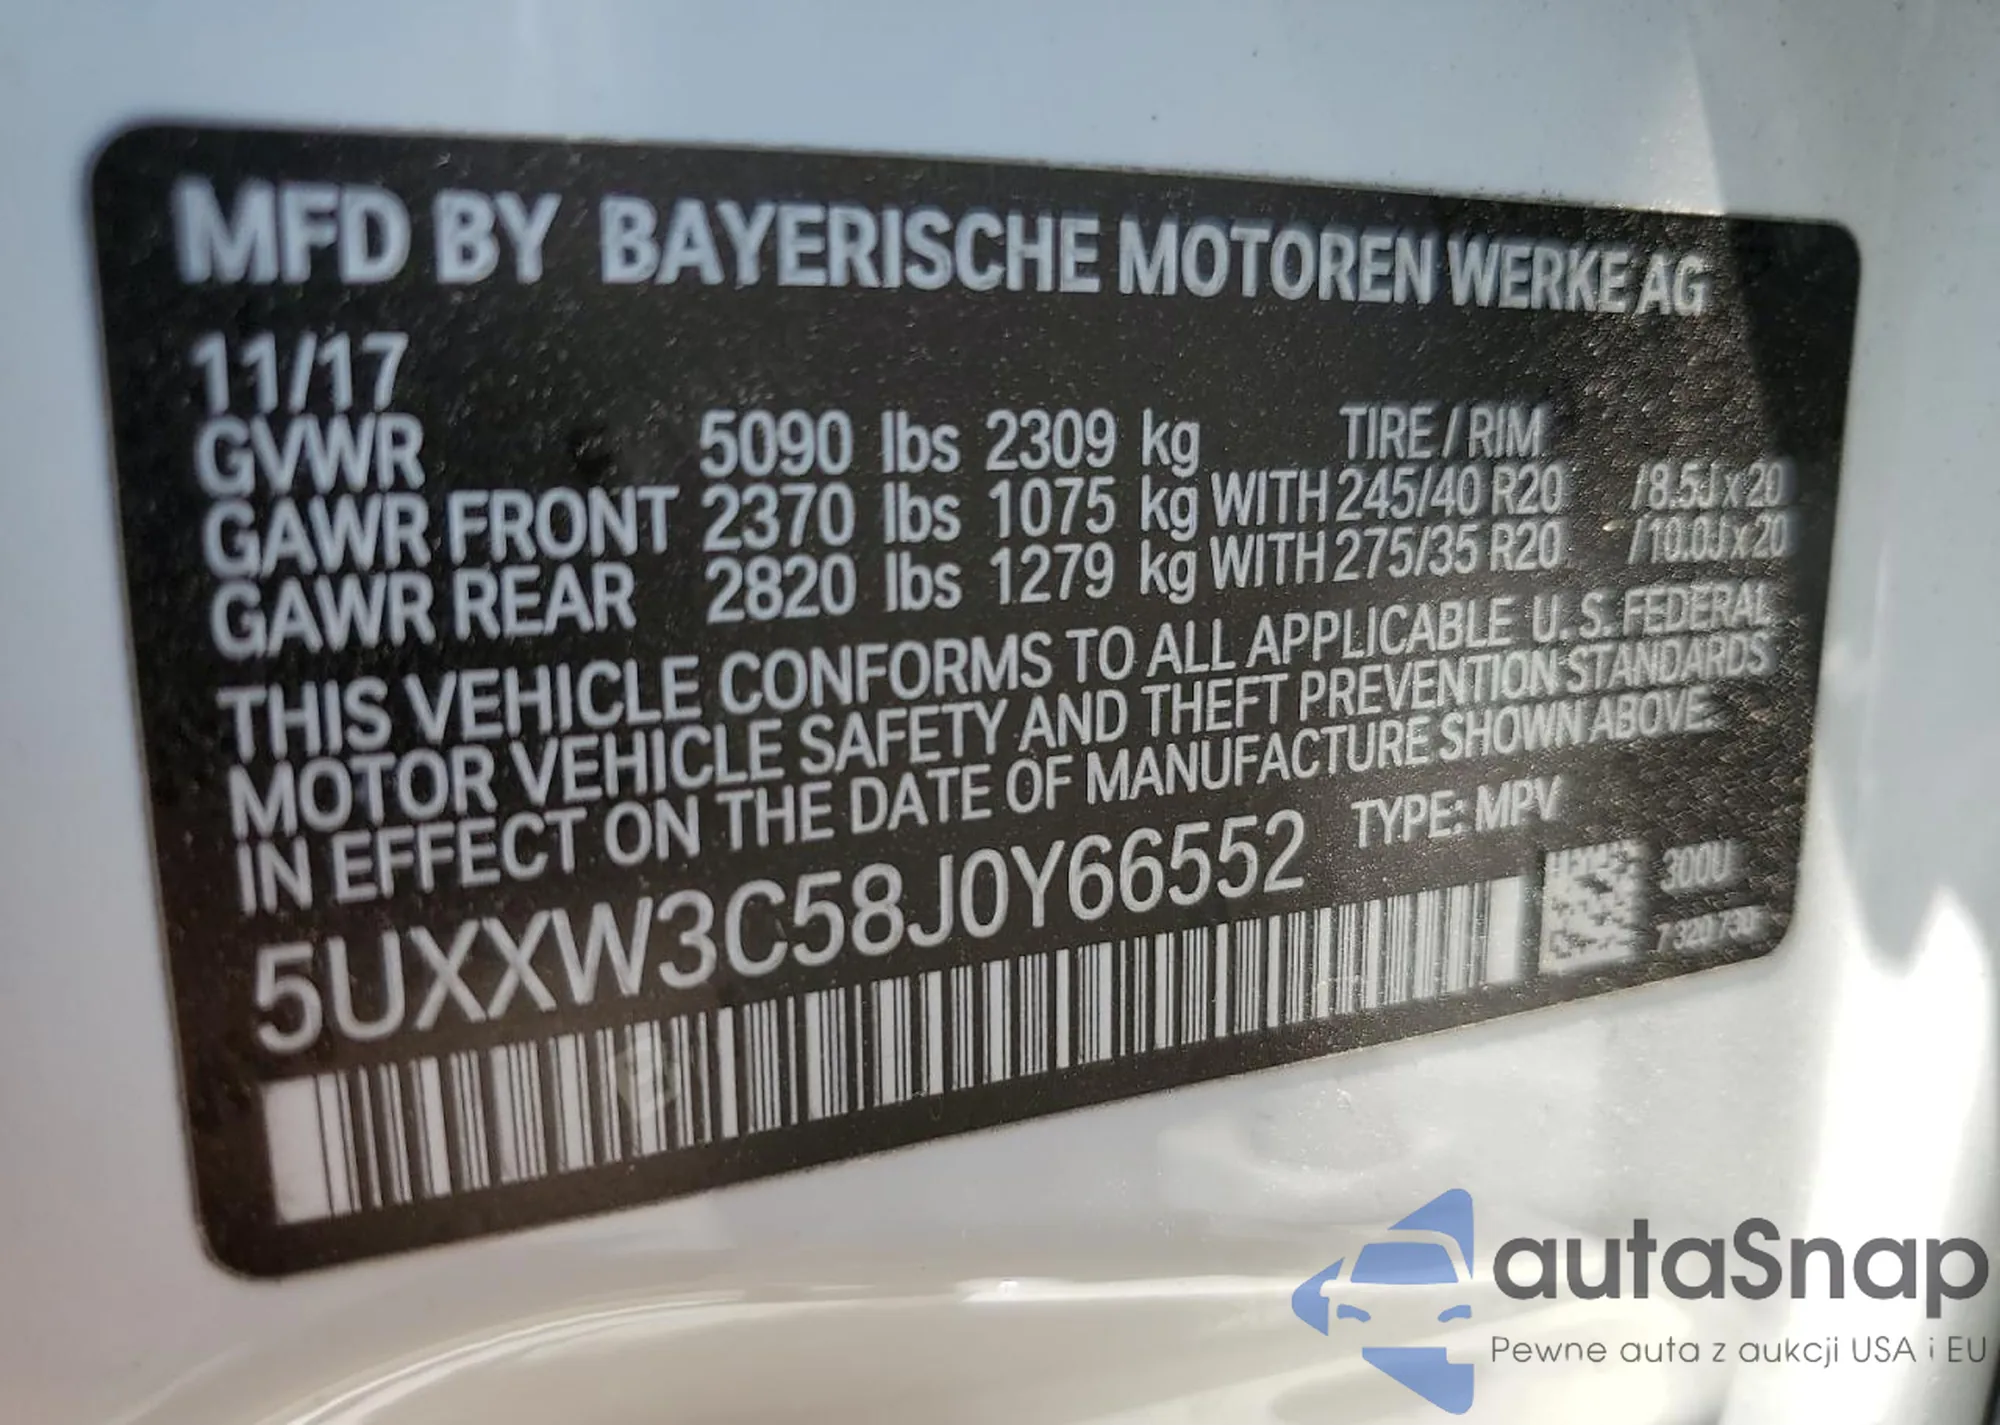 MFD BY BAYERISCHE MOTOREN WERKE AG
11/17
TIRE / RIM
GVWR 5090 lbs 2309 kg
GAWR FRONT 2370 lbs 1075 kg WITH 245/40 R20 /8.5J x 20
GAWR REAR 2820 lbs 1279 kg WITH 275/35 R20 /10.0J x 20
THIS VEHICLE CONFORMS TO ALL APPLICABLE U. S. FEDERAL
MOTOR VEHICLE SAFETY AND THEFT PREVENTION STANDARDS
IN EFFECT ON THE DATE OF MANUFACTURE SHOWN ABOVE.
5UXXW3C58J0Y66552 TYPE: MPV
300U
autaSnap
Pewne auta z aukcji USA i EU